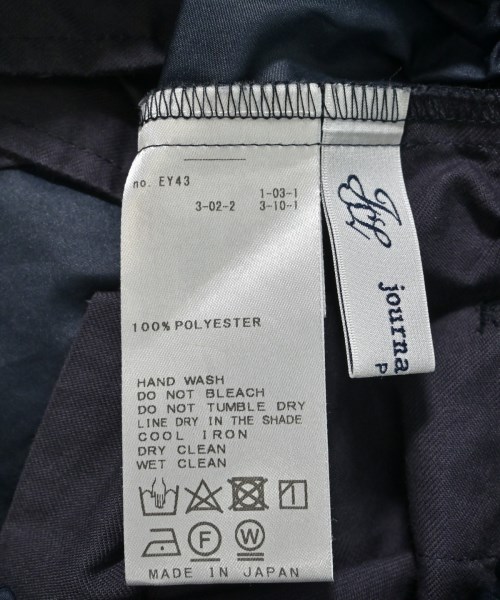 no. EY43
1-03-1
3-02-2 3-10-1
100% POLYESTER
HAND WASH
DO NOT BLEACH
DO NOT TUMBLE DRY
LINE DRY IN THE SHADE
COOL IRON
DRY CLEAN
WET CLEAN
F W
MADE IN JAPAN
journa
P